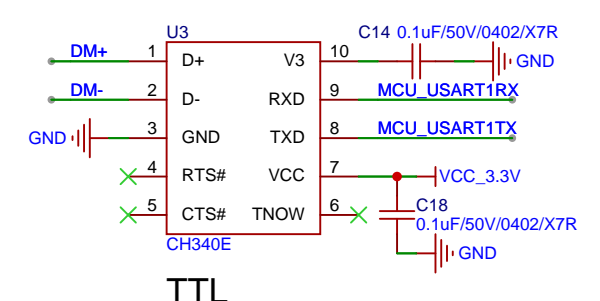 U3
C14 0.1uF/50V/0402/X7R
DM+ 1 D+ V3 10 GND
DM- 2 D- RXD 9 MCU_USART1RX
GND 3 GND TXD 8 MCU_USART1TX
4 RTS# VCC 7 VCC_3.3V
5 CTS# TNOW 6 C18
0.1uF/50V/0402/X7R
CH340E
GND
TTL